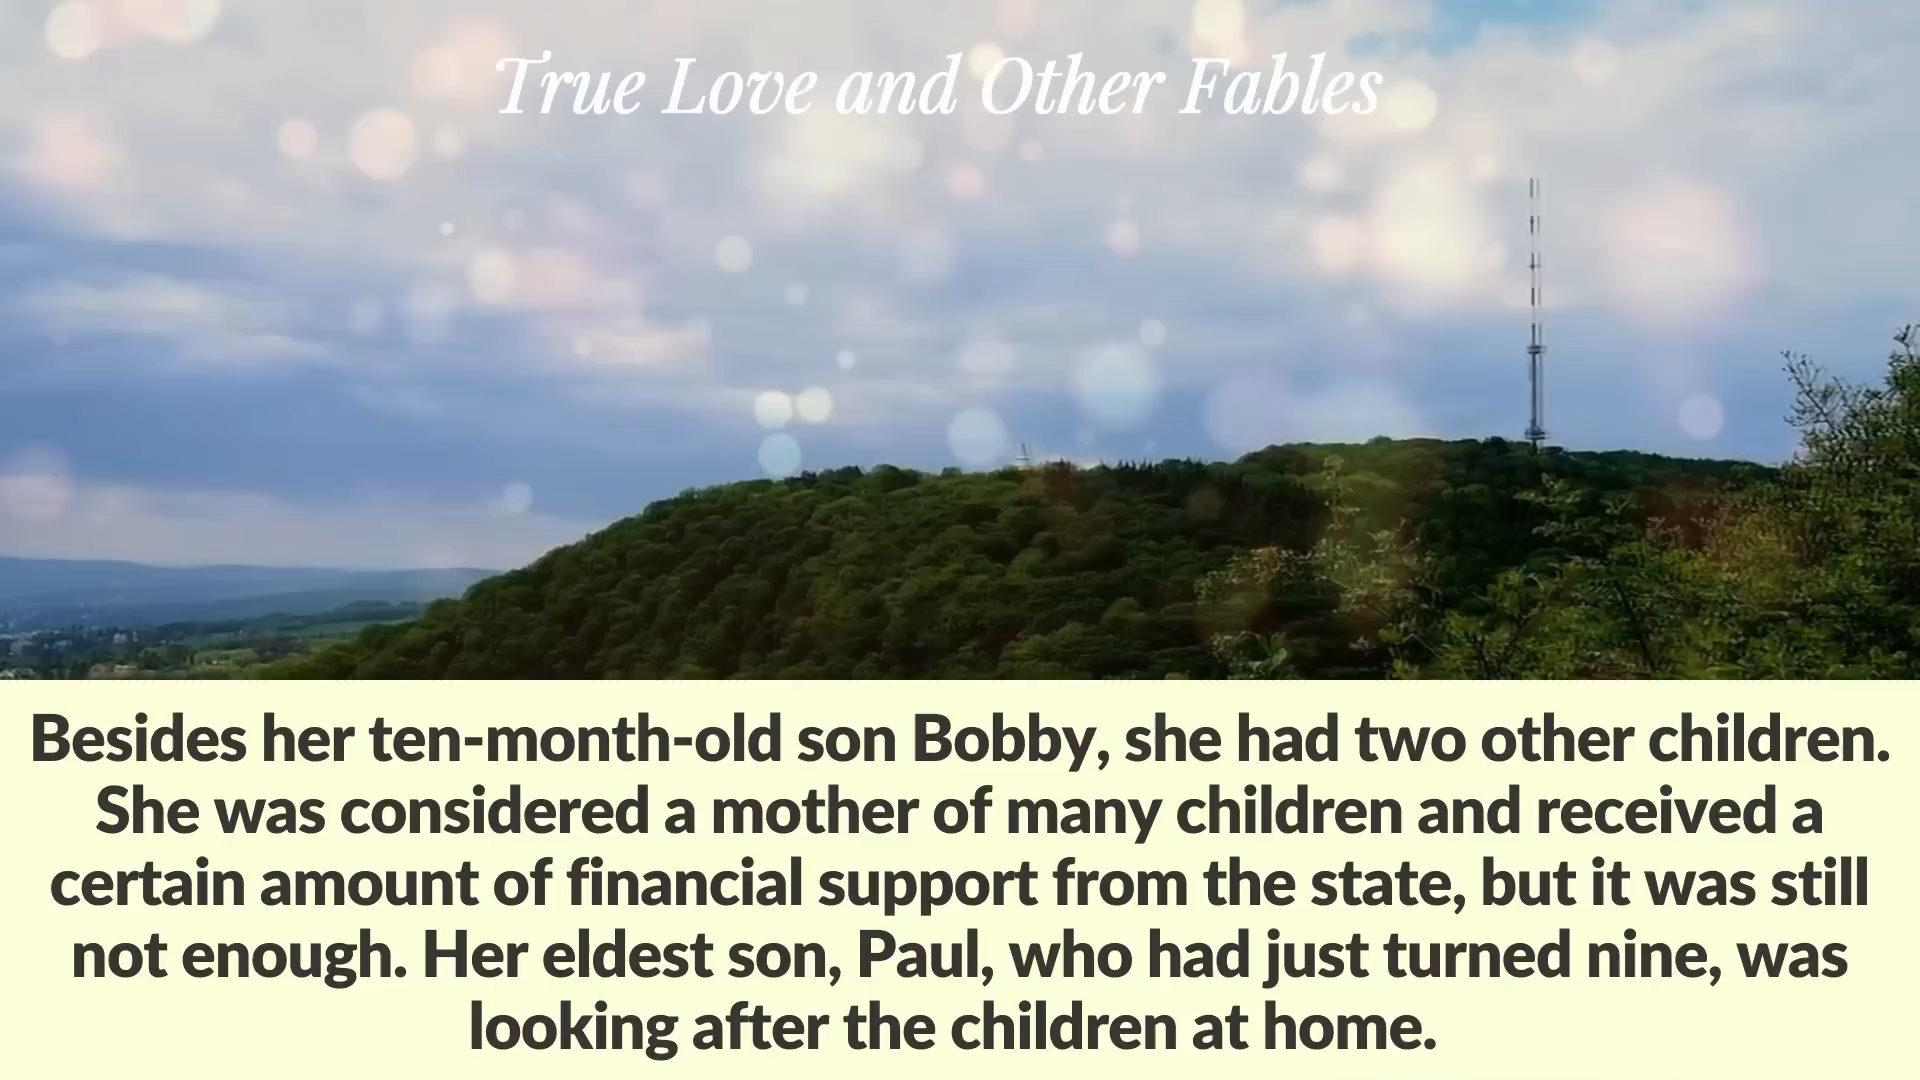 True Love and Other Fables
Besides her ten-month-old son Bobby, she had two other children.
She was considered a mother of many children and received a
certain amount of financial support from the state, but it was still
not enough. Her eldest son, Paul, who had just turned nine, was
looking after the children at home.